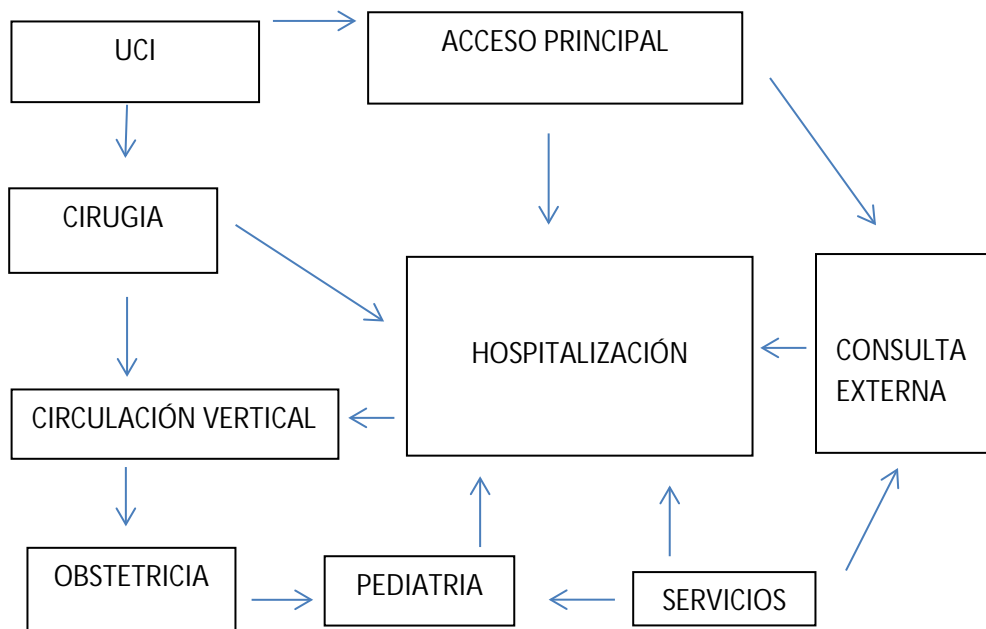 UCI
ACCESO PRINCIPAL
CIRUGIA
HOSPITALIZACIÓN
CONSULTA
EXTERNA
CIRCULACIÓN VERTICAL
OBSTETRICIA
PEDIATRIA
SERVICIOS